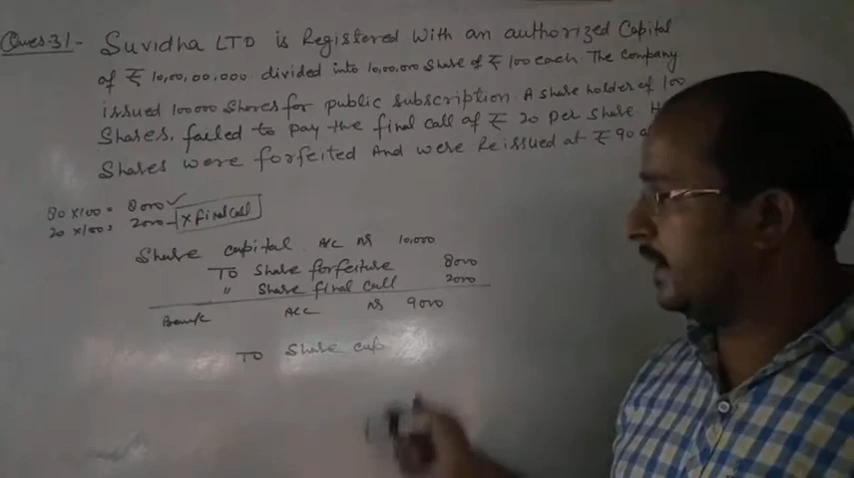 Ques.31- Suvidha LTD is Registered with an authorized Capital
of ₹ 10,00,00,000 divided into 10,00,000 share of ₹ 100 each. The Company
issued 100000 Shares for public subscription. A share holder of 100
Shares, failed to pay the final call of ₹ 20 Per share.
Shares were forfeited And were Reissued at ₹ 90
80 x 100 = 8000 ✓
20 x 100 = 2000 - x final call
Share capital A/c 10,000
To Share forfeiture 8000
" Share final call 2000
Bank A/c 9000
To Share cap